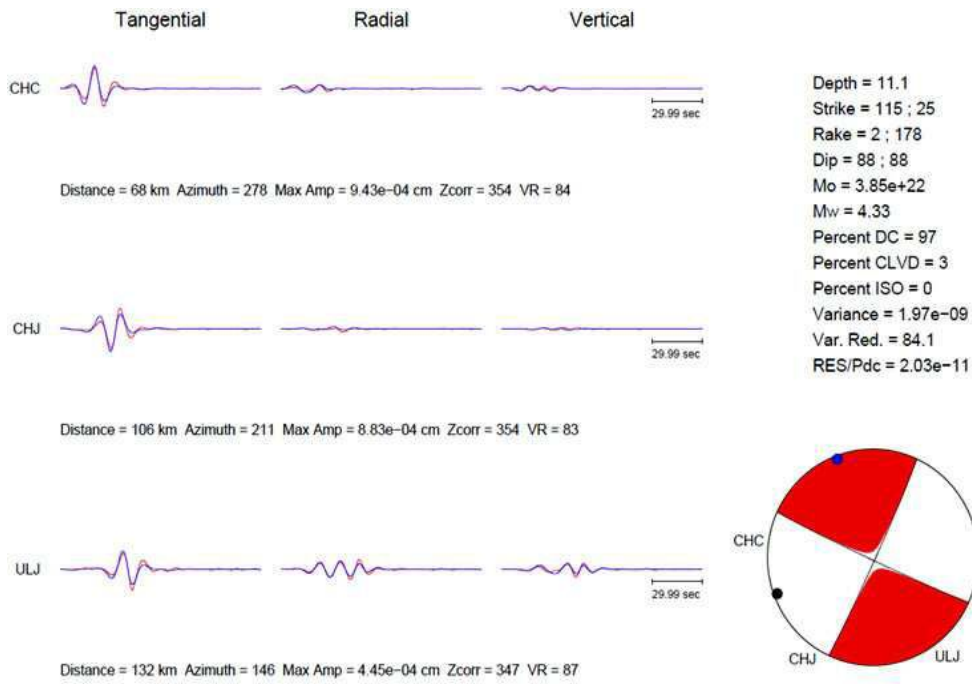 Tangential Radial Vertical
CHC
29.99 sec
Distance = 68 km Azimuth = 278 Max Amp = 9.43e−04 cm Zcorr = 354 VR = 84
CHJ
29.99 sec
Distance = 106 km Azimuth = 211 Max Amp = 8.83e−04 cm Zcorr = 354 VR = 83
ULJ
29.99 sec
Distance = 132 km Azimuth = 146 Max Amp = 4.45e−04 cm Zcorr = 347 VR = 87
Depth = 11.1
Strike = 115 ; 25
Rake = 2 ; 178
Dip = 88 ; 88
Mo = 3.85e+22
Mw = 4.33
Percent DC = 97
Percent CLVD = 3
Percent ISO = 0
Variance = 1.97e−09
Var. Red. = 84.1
RES/Pdc = 2.03e−11
CHC
CHJ
ULJ